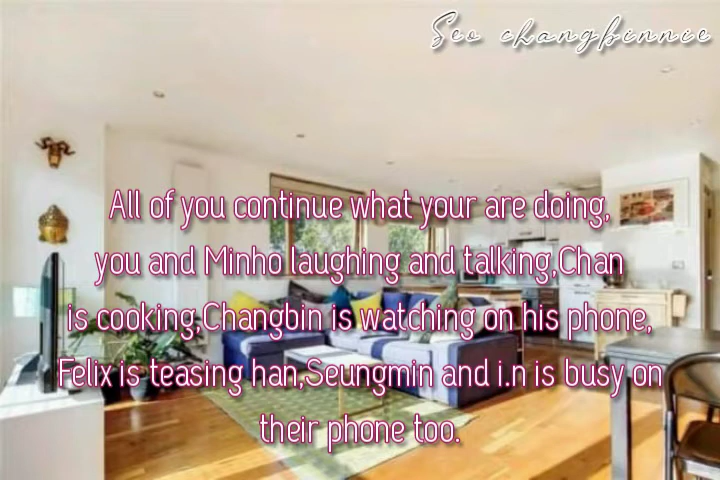 Seo changbinnie
All of you continue what your are doing,
you and Minho laughing and talking,Chan
is cooking,Changbin is watching on his phone,
Felix is teasing han,Seungmin and i.n is busy on
their phone too.